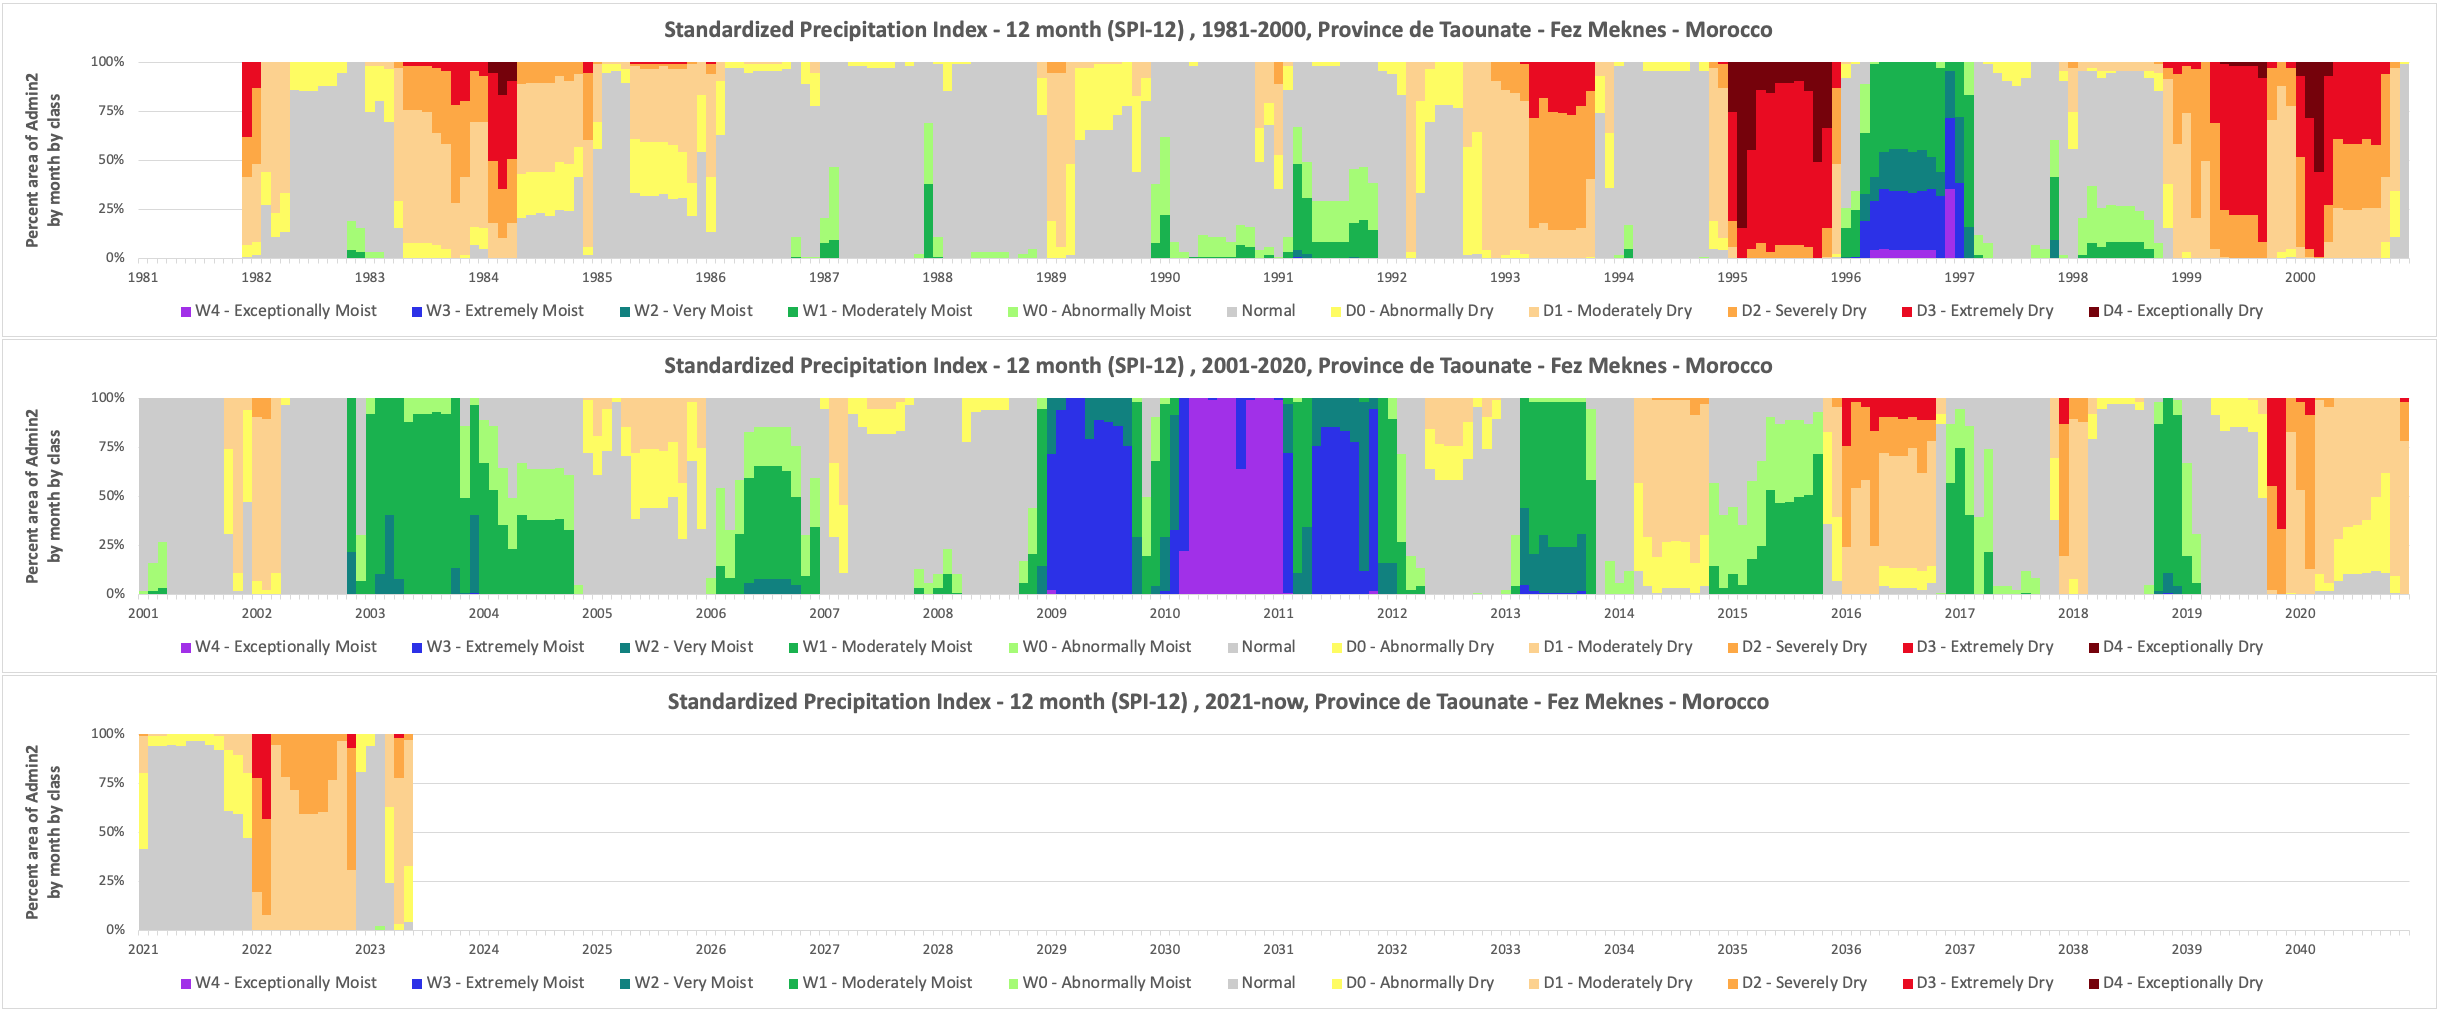 Standardized Precipitation Index - 12 month (SPI-12) , 1981-2000, Province de Taounate - Fez Meknes - Morocco
Percent area of Admin2
by month by class
100%
75%
50%
25%
0%
1981 1982 1983 1984 1985 1986 1987 1988 1989 1990 1991 1992 1993 1994 1995 1996 1997 1998 1999 2000
W4 - Exceptionally Moist W3 - Extremely Moist W2 - Very Moist W1 - Moderately Moist W0 - Abnormally Moist Normal D0 - Abnormally Dry D1 - Moderately Dry D2 - Severely Dry D3 - Extremely Dry D4 - Exceptionally Dry
Standardized Precipitation Index - 12 month (SPI-12) , 2001-2020, Province de Taounate - Fez Meknes - Morocco
Percent area of Admin2
by month by class
100%
75%
50%
25%
0%
2001 2002 2003 2004 2005 2006 2007 2008 2009 2010 2011 2012 2013 2014 2015 2016 2017 2018 2019 2020
W4 - Exceptionally Moist W3 - Extremely Moist W2 - Very Moist W1 - Moderately Moist W0 - Abnormally Moist Normal D0 - Abnormally Dry D1 - Moderately Dry D2 - Severely Dry D3 - Extremely Dry D4 - Exceptionally Dry
Standardized Precipitation Index - 12 month (SPI-12) , 2021-now, Province de Taounate - Fez Meknes - Morocco
Percent area of Admin2
by month by class
100%
75%
50%
25%
0%
2021 2022 2023 2024 2025 2026 2027 2028 2029 2030 2031 2032 2033 2034 2035 2036 2037 2038 2039 2040
W4 - Exceptionally Moist W3 - Extremely Moist W2 - Very Moist W1 - Moderately Moist W0 - Abnormally Moist Normal D0 - Abnormally Dry D1 - Moderately Dry D2 - Severely Dry D3 - Extremely Dry D4 - Exceptionally Dry